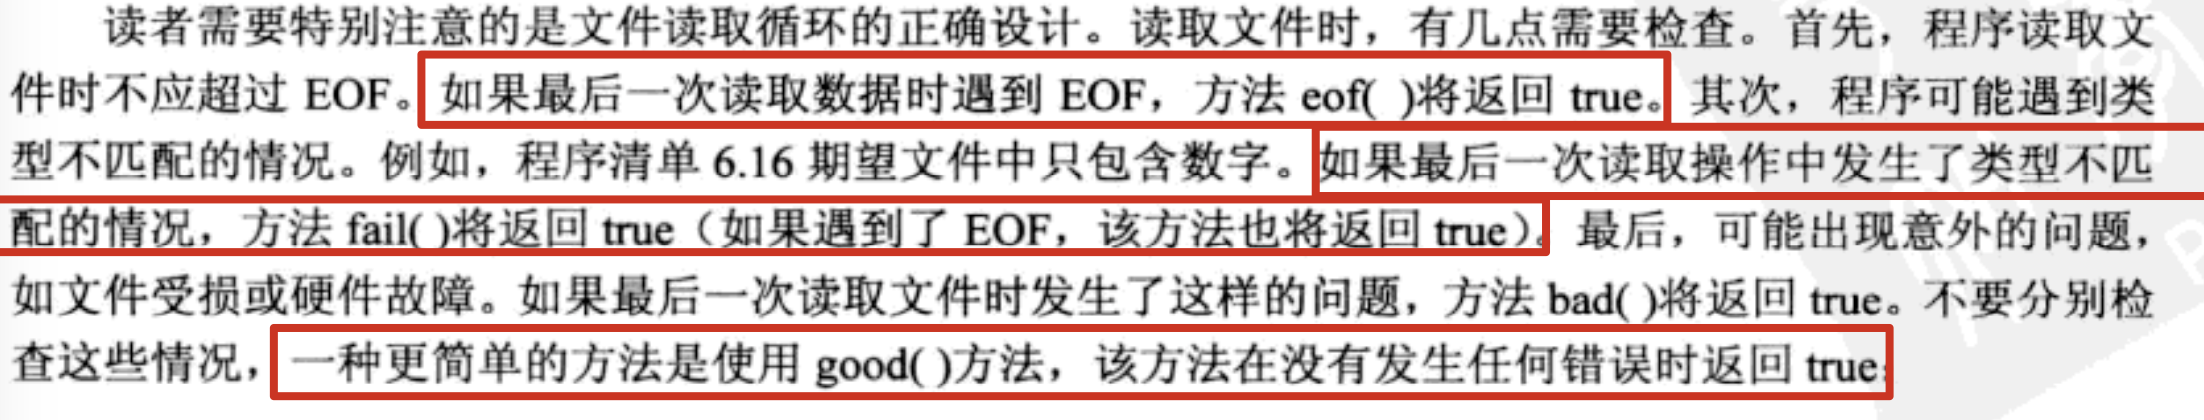 读者需要特别注意的是文件读取循环的正确设计。读取文件时，有几点需要检查。首先，程序读取文
件时不应超过 EOF。如果最后一次读取数据时遇到 EOF，方法 eof( )将返回 true。其次，程序可能遇到类
型不匹配的情况。例如，程序清单 6.16 期望文件中只包含数字。如果最后一次读取操作中发生了类型不匹
配的情况，方法 fail( )将返回 true（如果遇到了 EOF，该方法也将返回 true）。最后，可能出现意外的问题，
如文件受损或硬件故障。如果最后一次读取文件时发生了这样的问题，方法 bad( )将返回 true。不要分别检
查这些情况，一种更简单的方法是使用 good( )方法，该方法在没有发生任何错误时返回 true：